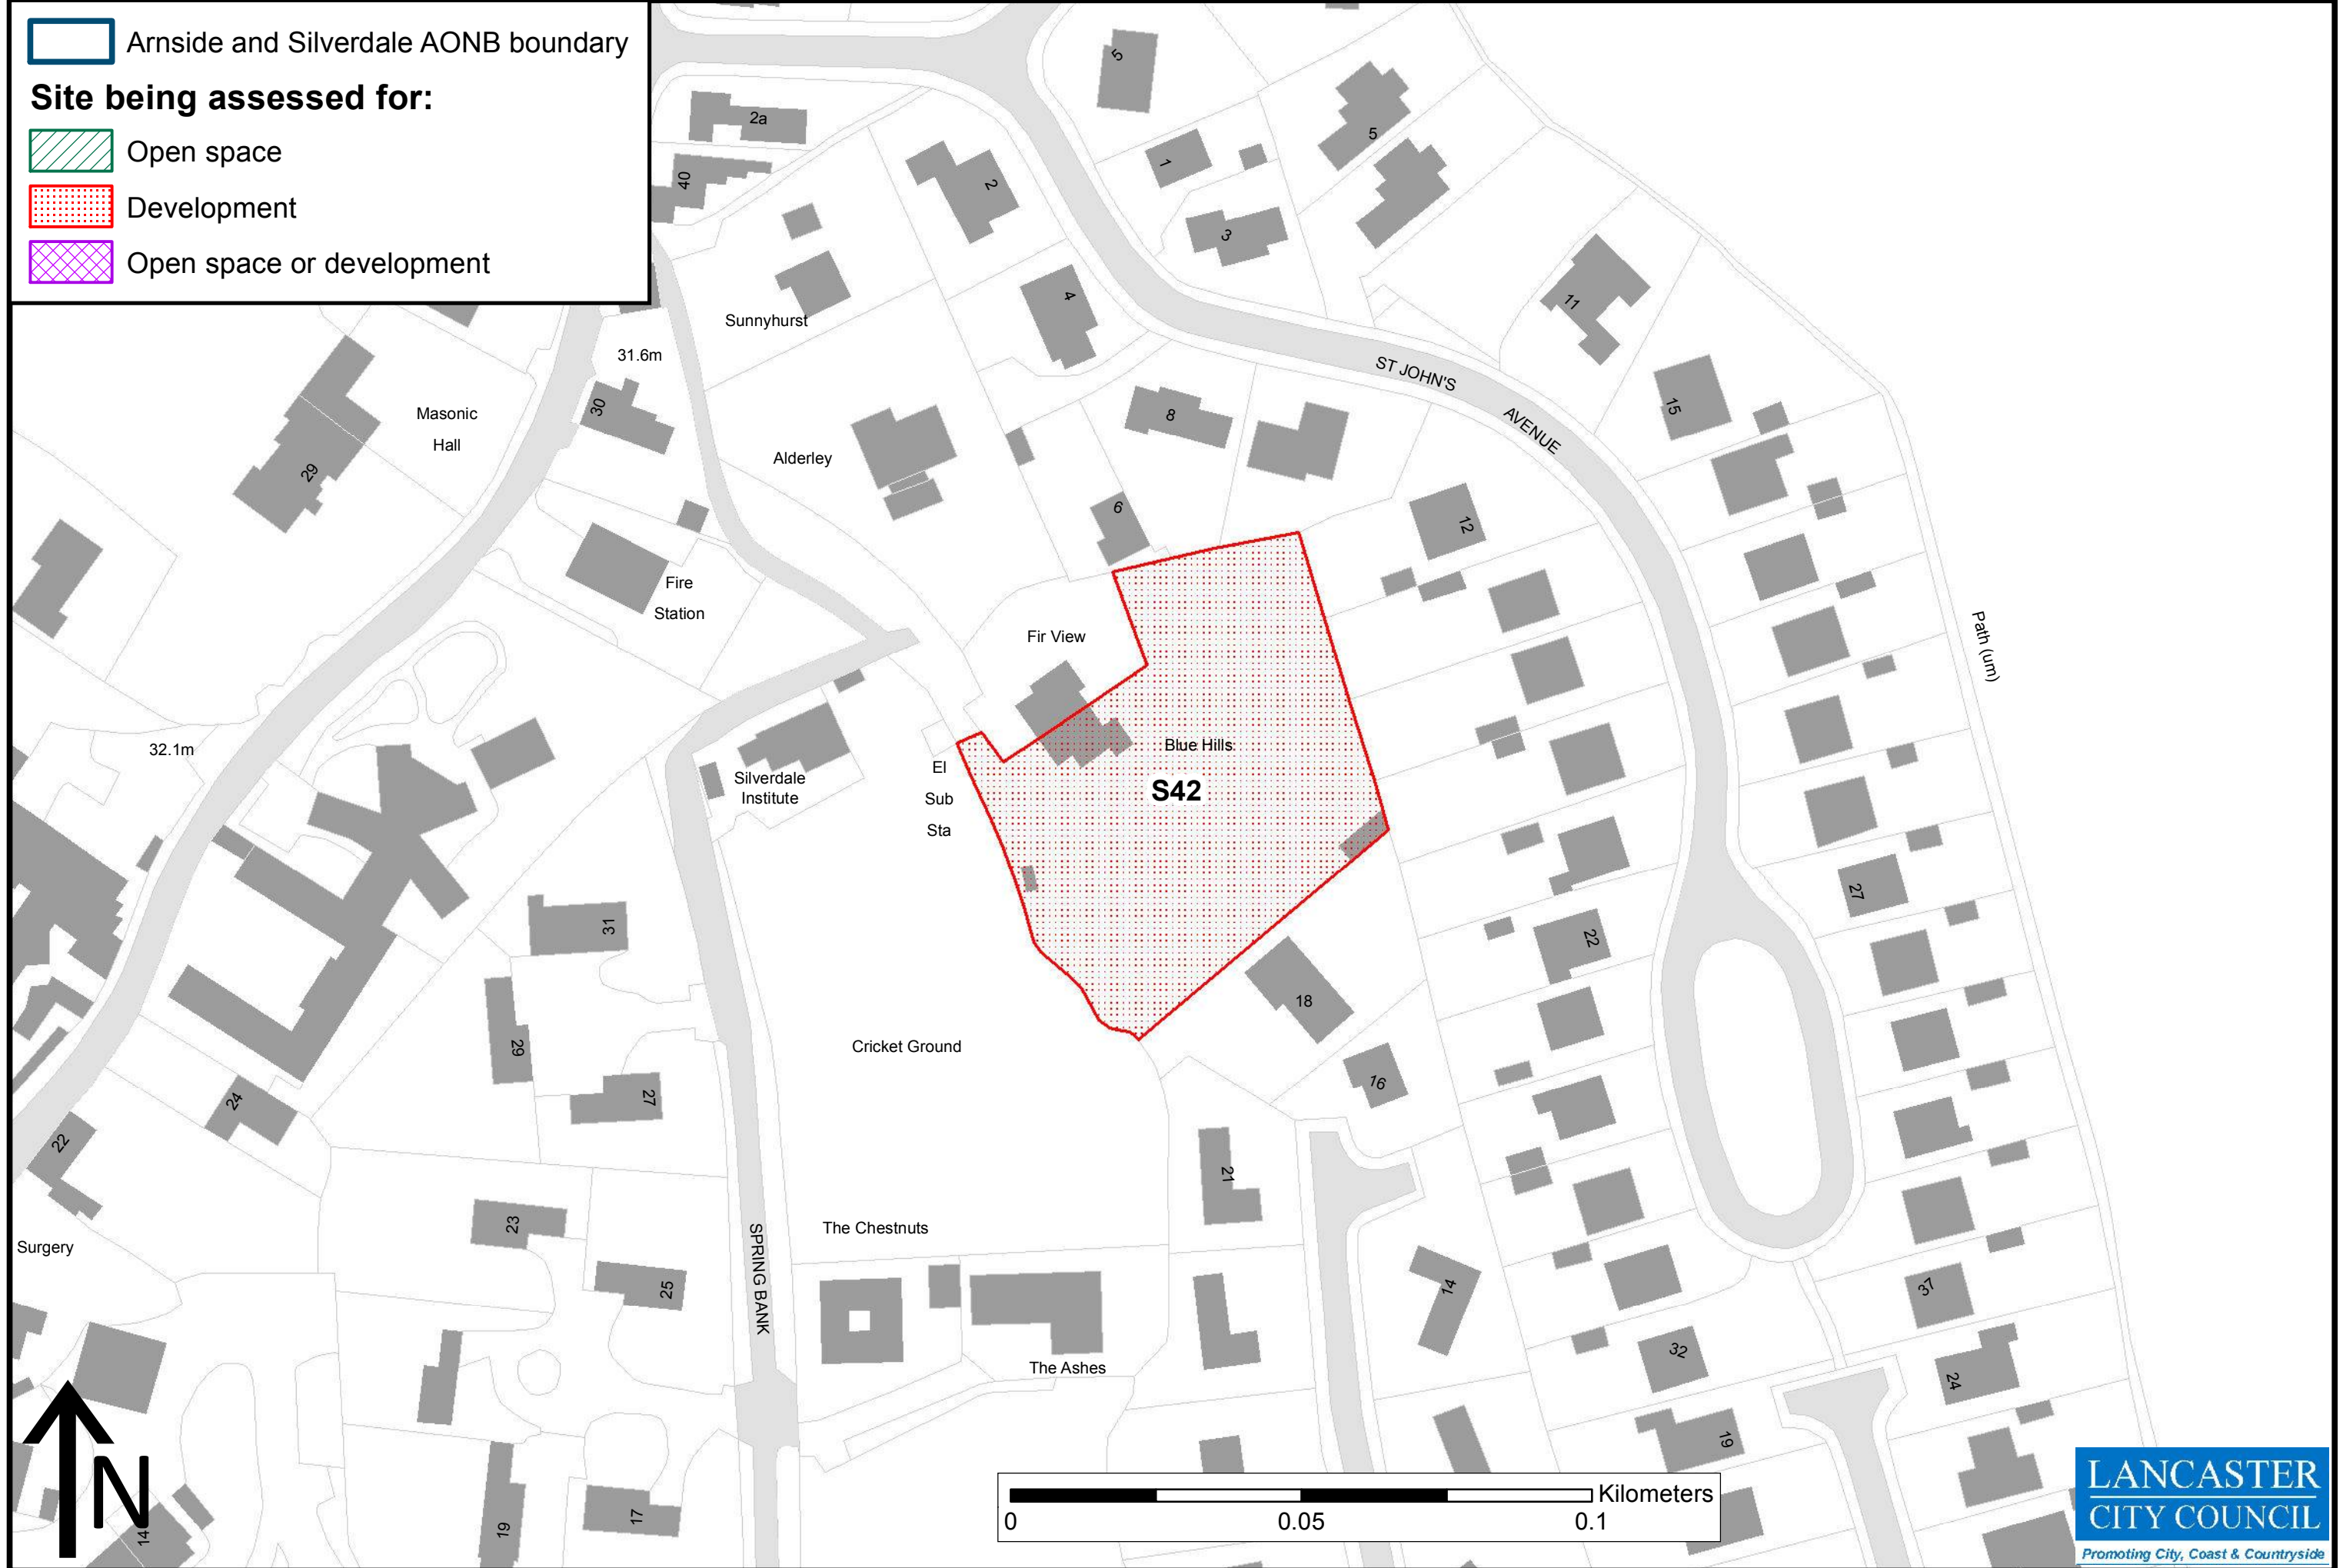 Arnside and Silverdale AONB boundary
Site being assessed for:
Open space
Development
Open space or development
5
2a
5
1
40
2
3
4
Sunnyhurst
11
31.6m
ST JOHN'S
AVENUE
30
15
Masonic
Hall
8
29
Alderley
6
12
Fire
Station
Path (um)
Fir View
32.1m
Blue Hills
El
Sub
Sta
Silverdale
Institute
S42
27
31
22
18
29
Cricket Ground
16
27
24
22
21
23
The Chestnuts
Surgery
SPRING BANK
25
14
37
32
The Ashes
24
19
N
14
19
17
Kilometers
0
0.05
0.1
LANCASTER
CITY COUNCIL
Promoting City, Coast & Countryside